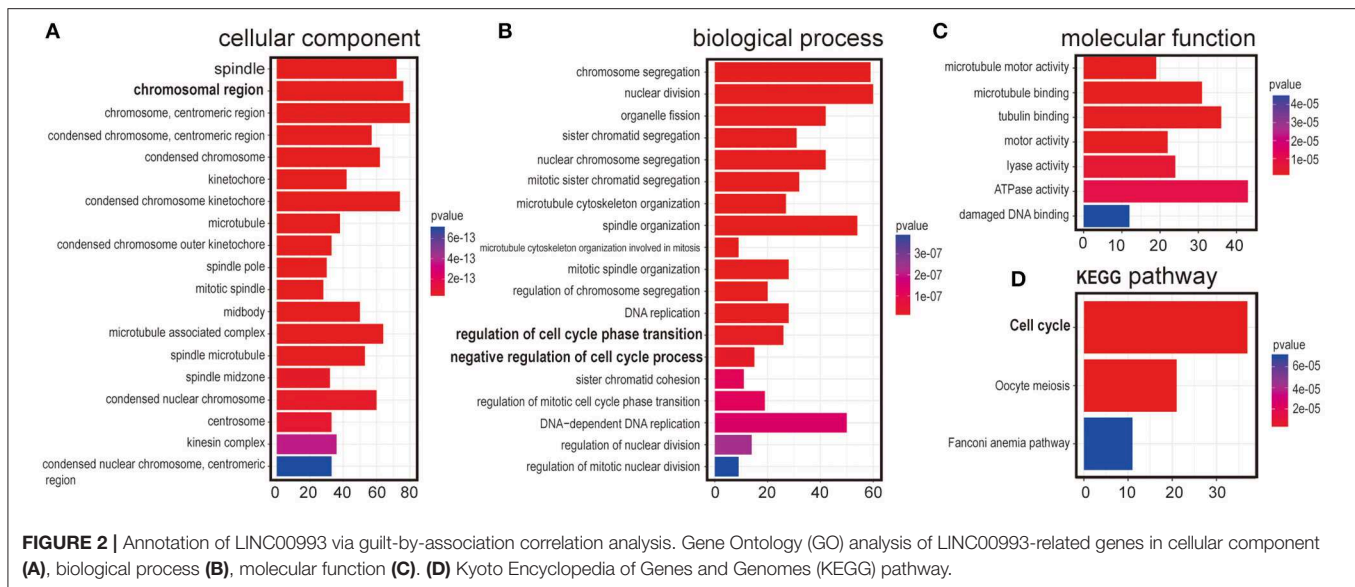 A
cellular component
spindle
chromosomal region
chromosome, centromeric region
condensed chromosome, centromeric region
condensed chromosome
kinetochore
condensed chromosome kinetochore
microtubule
condensed chromosome outer kinetochore
spindle pole
mitotic spindle
midbody
microtubule associated complex
spindle microtubule
spindle midzone
condensed nuclear chromosome
centrosome
kinesin complex
condensed nuclear chromosome, centromeric
region
0 20 40 60 80
pvalue
6e-13
4e-13
2e-13
B
biological process
chromosome segregation
nuclear division
organelle fission
sister chromatid segregation
nuclear chromosome segregation
mitotic sister chromatid segregation
microtubule cytoskeleton organization
spindle organization
microtubule cytoskeleton organization involved in mitosis
mitotic spindle organization
regulation of chromosome segregation
DNA replication
regulation of cell cycle phase transition
negative regulation of cell cycle process
sister chromatid cohesion
regulation of mitotic cell cycle phase transition
DNA−dependent DNA replication
regulation of nuclear division
regulation of mitotic nuclear division
0 20 40 60
pvalue
3e-07
2e-07
1e-07
C
molecular function
microtubule motor activity
microtubule binding
tubulin binding
motor activity
lyase activity
ATPase activity
damaged DNA binding
0 10 20 30 40
pvalue
4e-05
3e-05
2e-05
1e-05
D
KEGG pathway
Cell cycle
Oocyte meiosis
Fanconi anemia pathway
0 10 20 30
pvalue
6e-05
4e-05
2e-05
FIGURE 2 | Annotation of LINC00993 via guilt-by-association correlation analysis. Gene Ontology (GO) analysis of LINC00993-related genes in cellular component
(A), biological process (B), molecular function (C). (D) Kyoto Encyclopedia of Genes and Genomes (KEGG) pathway.